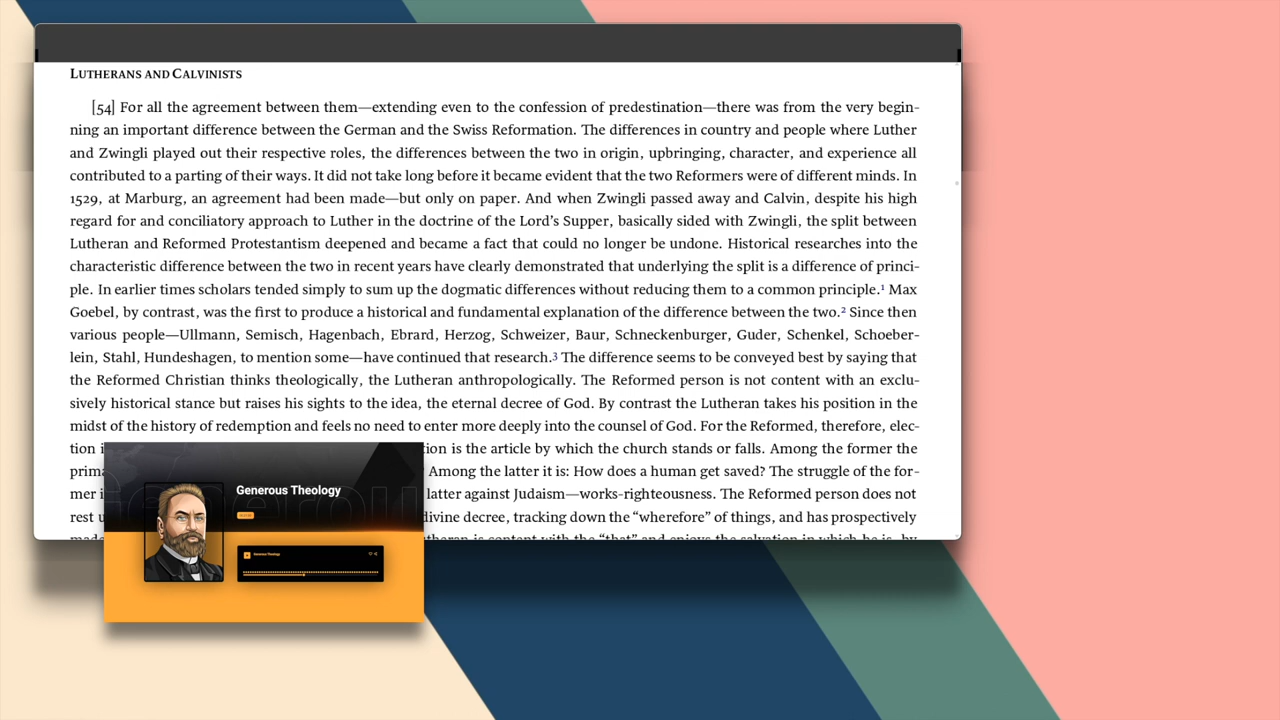 LUTHERANS AND CALVINISTS
[54] For all the agreement between them—extending even to the confession of predestination—there was from the very begin-
ning an important difference between the German and the Swiss Reformation. The differences in country and people where Luther
and Zwingli played out their respective roles, the differences between the two in origin, upbringing, character, and experience all
contributed to a parting of their ways. It did not take long before it became evident that the two Reformers were of different minds. In
1529, at Marburg, an agreement had been made—but only on paper. And when Zwingli passed away and Calvin, despite his high
regard for and conciliatory approach to Luther in the doctrine of the Lord’s Supper, basically sided with Zwingli, the split between
Lutheran and Reformed Protestantism deepened and became a fact that could no longer be undone. Historical researches into the
characteristic difference between the two in recent years have clearly demonstrated that underlying the split is a difference of princi-
ple. In earlier times scholars tended simply to sum up the dogmatic differences without reducing them to a common principle.¹ Max
Goebel, by contrast, was the first to produce a historical and fundamental explanation of the difference between the two.² Since then
various people—Ullmann, Semisch, Hagenbach, Ebrard, Herzog, Schweizer, Baur, Schneckenburger, Guder, Schenkel, Schoeber-
lein, Stahl, Hundeshagen, to mention some—have continued that research.³ The difference seems to be conveyed best by saying that
the Reformed Christian thinks theologically, the Lutheran anthropologically. The Reformed person is not content with an exclu-
sively historical stance but raises his sights to the idea, the eternal decree of God. By contrast the Lutheran takes his position in the
midst of the history of redemption and feels no need to enter more deeply into the counsel of God. For the Reformed, therefore, elec-
tion i tion is the article by which the church stands or falls. Among the former the
prima Among the latter it is: How does a human get saved? The struggle of the for-
mer i latter against Judaism—works-righteousness. The Reformed person does not
rest u divine decree, tracking down the “wherefore” of things, and has prospectively
made utheran is content with the “that” and enjoys the salvation in which he is, by
Generous Theology
Generous Theology